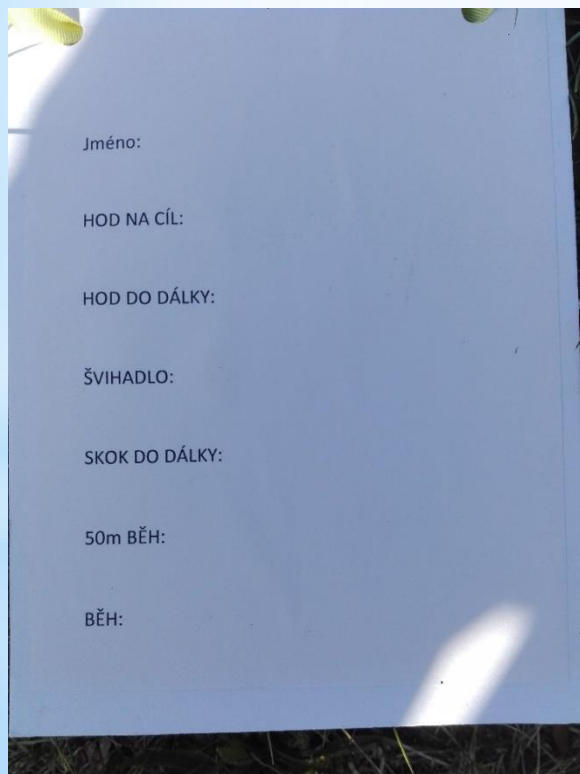 Jméno:
HOD NA CÍL:
HOD DO DÁLKY:
ŠVIHADLO:
SKOK DO DÁLKY:
50m BĚH:
BĚH: